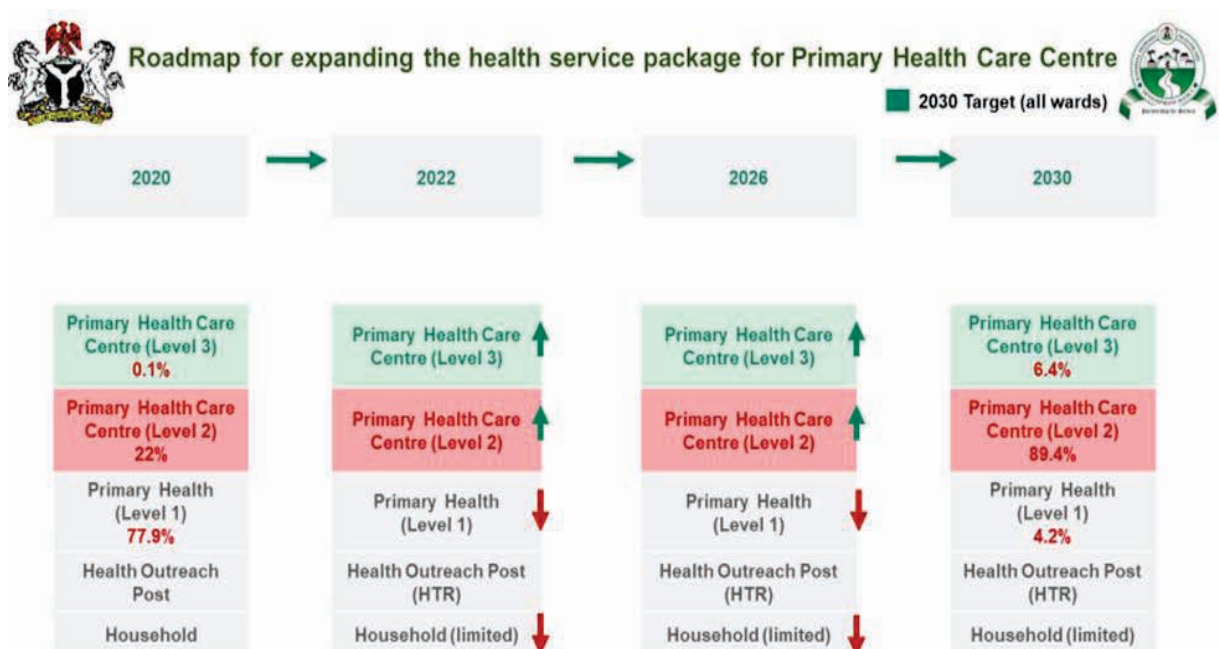 Roadmap for expanding the health service package for Primary Health Care Centre
2030 Target (all wards)
2020
2022
2026
2030
Primary Health Care
Centre (Level 3)
0.1%
Primary Health Care
Centre (Level 3)
Primary Health Care
Centre (Level 3)
Primary Health Care
Centre (Level 3)
6.4%
Primary Health Care
Centre (Level 2)
22%
Primary Health Care
Centre (Level 2)
Primary Health Care
Centre (Level 2)
Primary Health Care
Centre (Level 2)
89.4%
Primary Health
(Level 1)
77.9%
Primary Health
(Level 1)
Primary Health
(Level 1)
Primary Health
(Level 1)
4.2%
Health Outreach
Post
Health Outreach Post
(HTR)
Health Outreach Post
(HTR)
Health Outreach Post
(HTR)
Household
Household (limited)
Household (limited)
Household (limited)